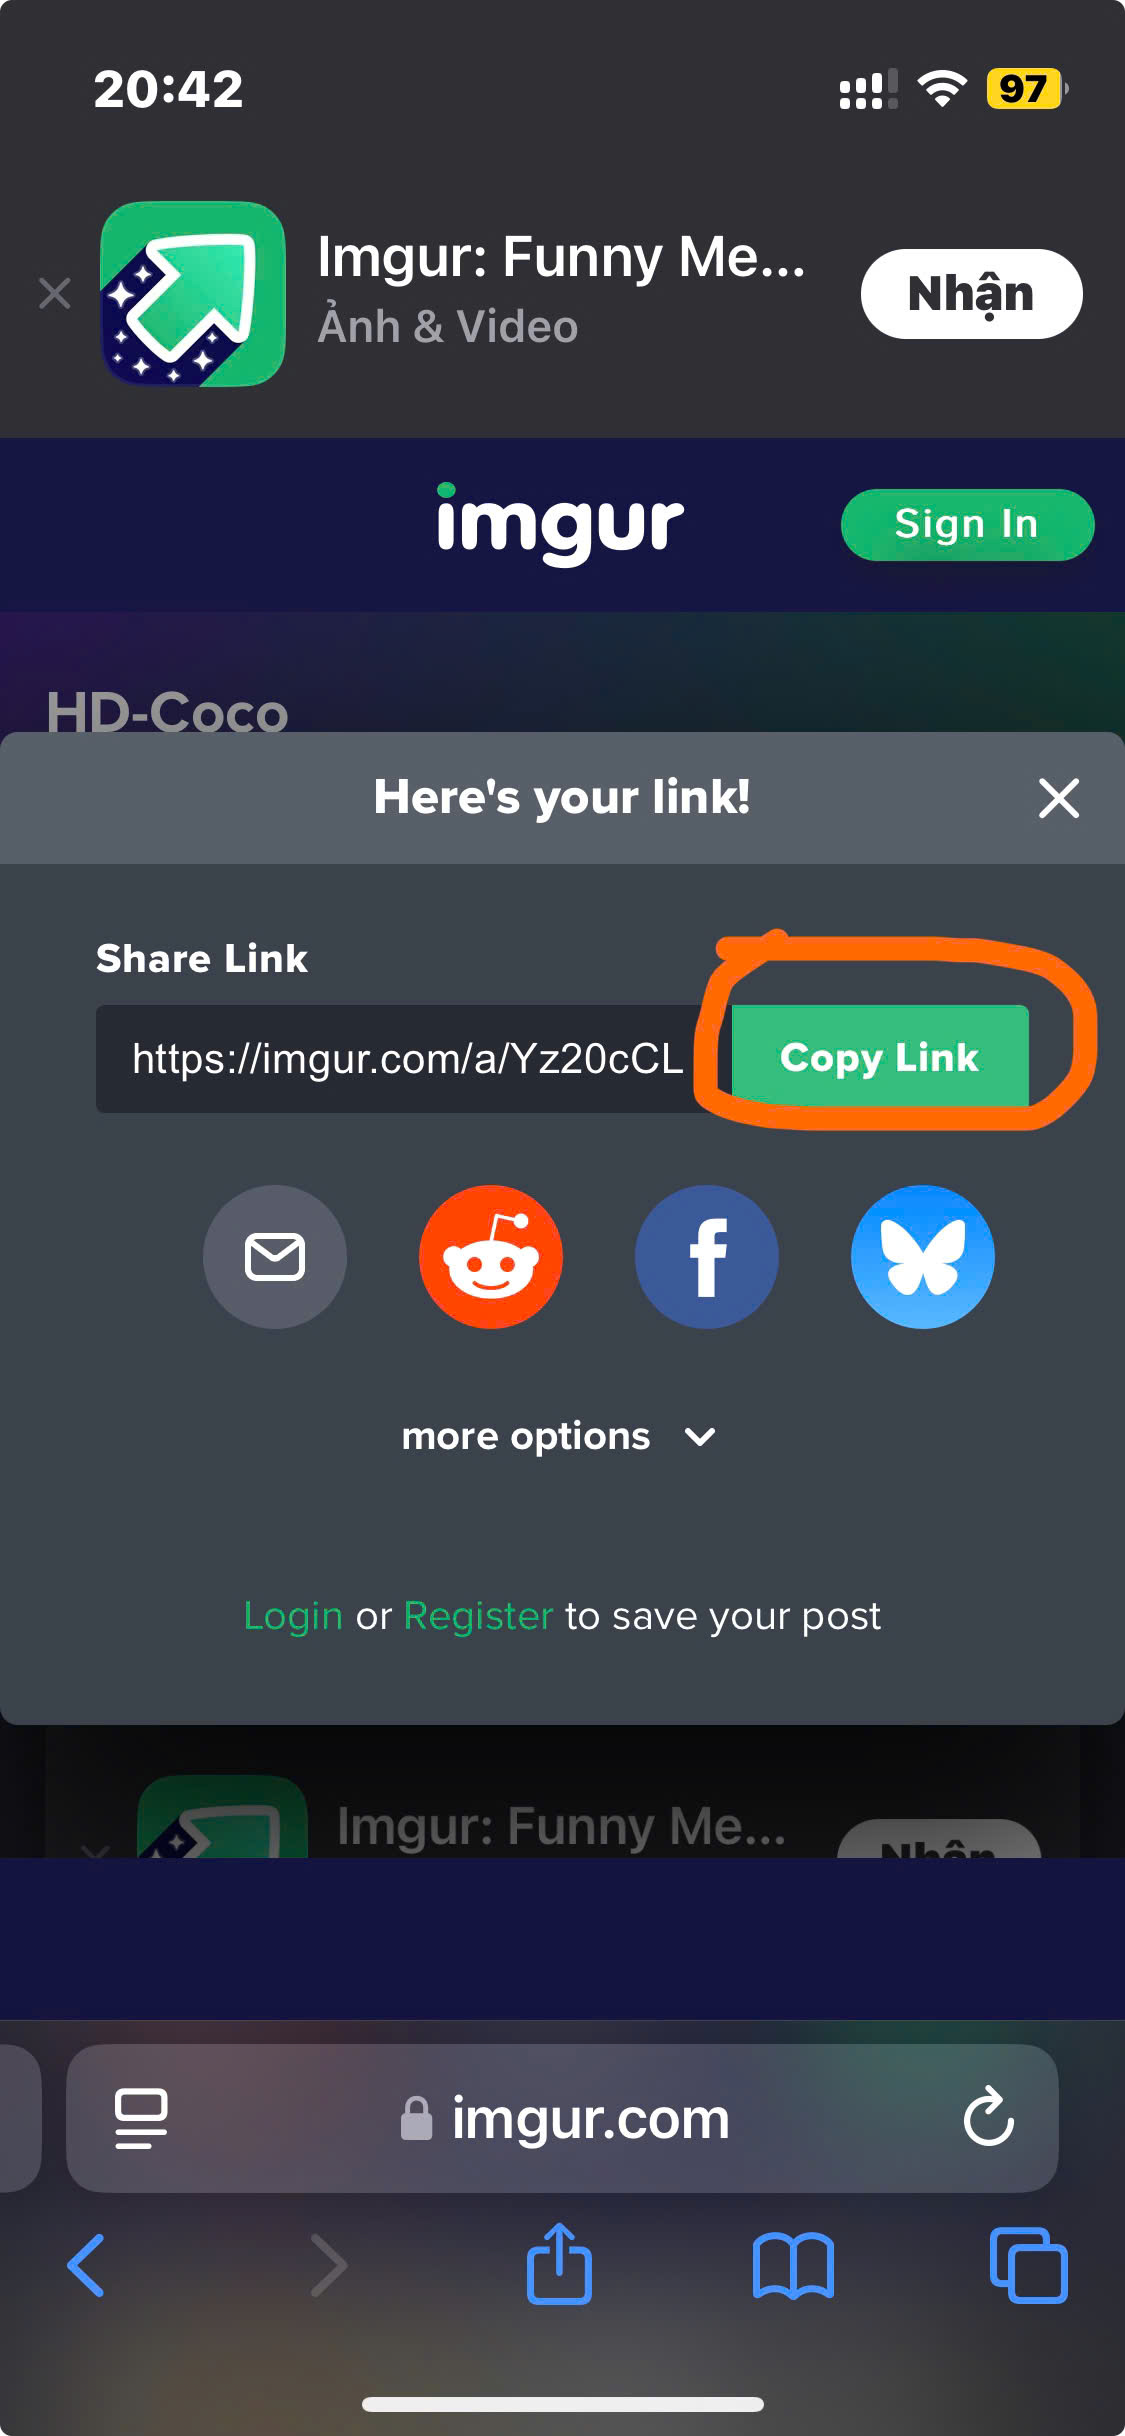 20:42
97
Imgur: Funny Me...
Ảnh & Video
Nhận
imgur
Sign In
HD-Coco
Here's your link!
Share Link
https://imgur.com/a/Yz20cCL
Copy Link
more options
Login or Register to save your post
Imgur: Funny Me...
Nhận
imgur.com